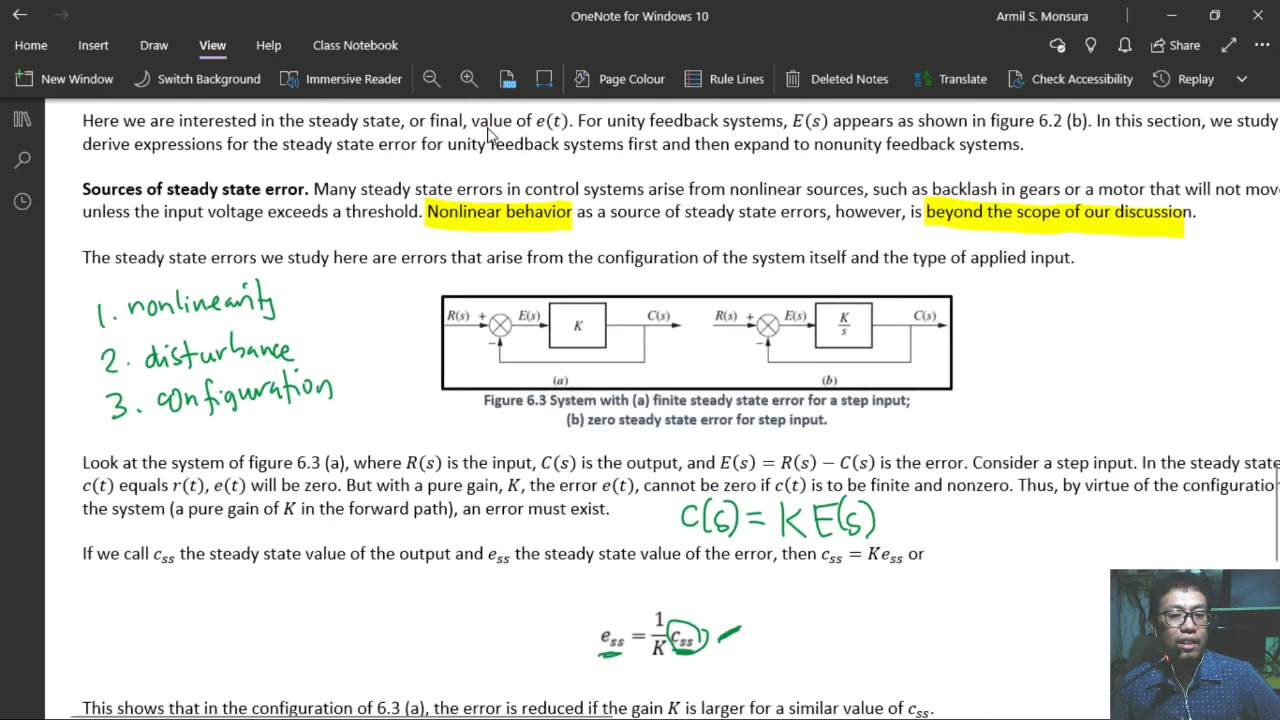 OneNote for Windows 10
Armil S. Monsura
Home Insert Draw View Help Class Notebook
Share
New Window Switch Background Immersive Reader 100 Page Colour Rule Lines Deleted Notes Translate Check Accessibility Replay
Here we are interested in the steady state, or final, value of e(t). For unity feedback systems, E(s) appears as shown in figure 6.2 (b). In this section, we study
derive expressions for the steady state error for unity feedback systems first and then expand to nonunity feedback systems.
Sources of steady state error. Many steady state errors in control systems arise from nonlinear sources, such as backlash in gears or a motor that will not move
unless the input voltage exceeds a threshold. Nonlinear behavior as a source of steady state errors, however, is beyond the scope of our discussion.
The steady state errors we study here are errors that arise from the configuration of the system itself and the type of applied input.
1. nonlinearity
2. disturbance
3. configuration
R(s) + E(s) K C(s) −
(a)
R(s) + E(s) K/s C(s) −
(b)
Figure 6.3 System with (a) finite steady state error for a step input;
(b) zero steady state error for step input.
Look at the system of figure 6.3 (a), where R(s) is the input, C(s) is the output, and E(s) = R(s) − C(s) is the error. Consider a step input. In the steady state
c(t) equals r(t), e(t) will be zero. But with a pure gain, K, the error e(t), cannot be zero if c(t) is to be finite and nonzero. Thus, by virtue of the configuratio
the system (a pure gain of K in the forward path), an error must exist.
C(s) = K E(s)
If we call css the steady state value of the output and ess the steady state value of the error, then css = Kess or
ess = 1/K css
This shows that in the configuration of 6.3 (a), the error is reduced if the gain K is larger for a similar value of css.